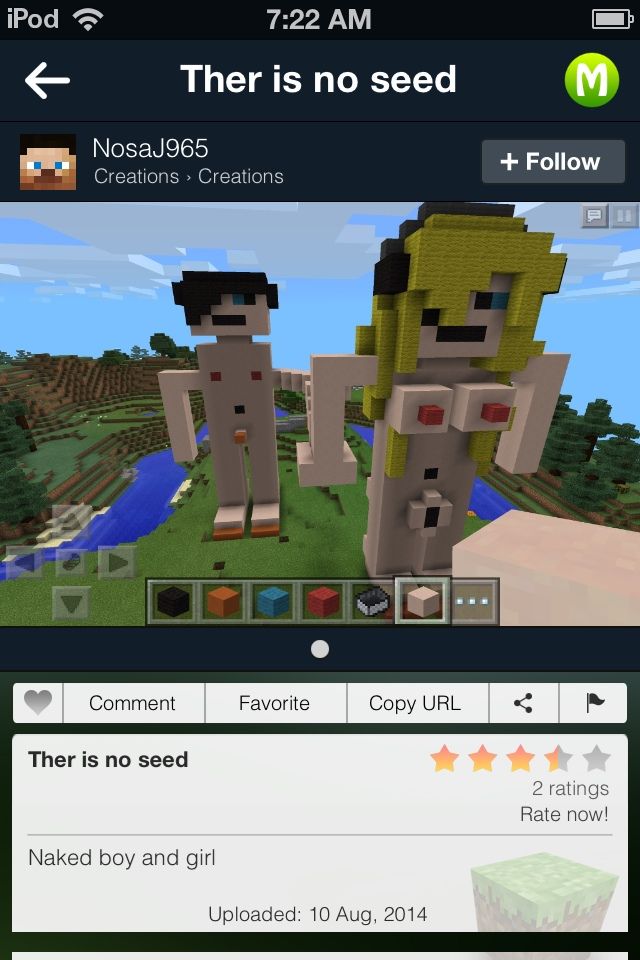 iPod 7:22 AM
Ther is no seed
M
NosaJ965
Creations › Creations
+ Follow
Comment Favorite Copy URL
Ther is no seed
2 ratings
Rate now!
Naked boy and girl
Uploaded: 10 Aug, 2014